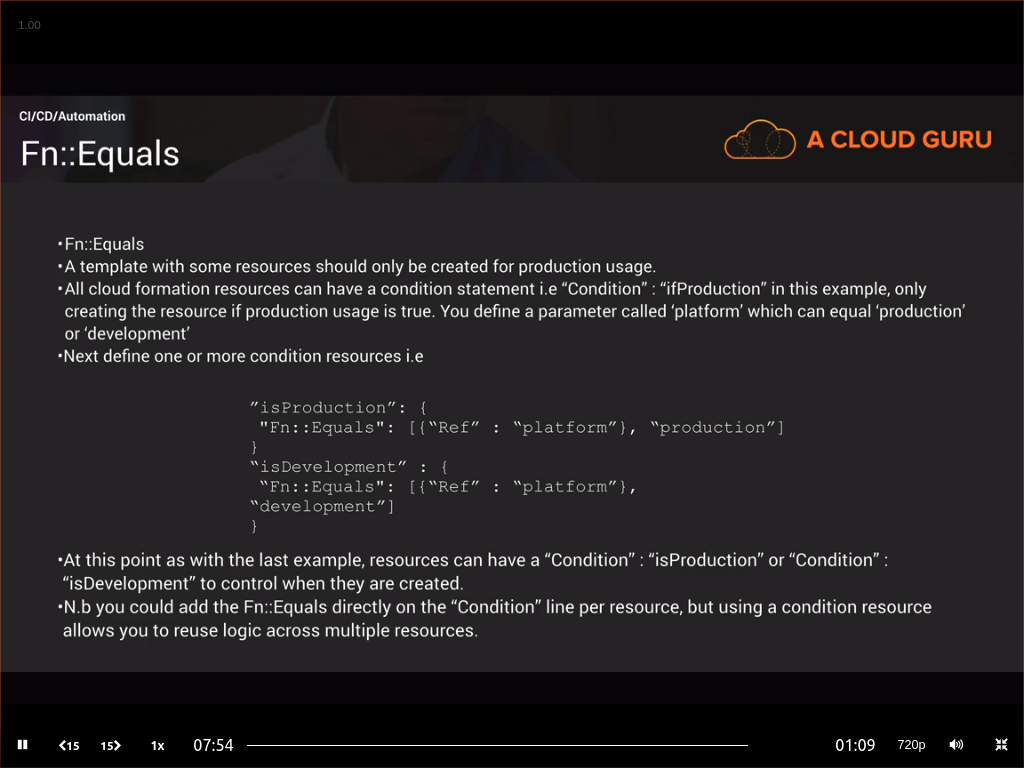 1.00
CI/CD/Automation
Fn::Equals
A CLOUD GURU
•Fn::Equals
•A template with some resources should only be created for production usage.
•All cloud formation resources can have a condition statement i.e “Condition” : “ifProduction” in this example, only
creating the resource if production usage is true. You define a parameter called ‘platform’ which can equal ‘production’
or ‘development’
•Next define one or more condition resources i.e
”isProduction”: {
"Fn::Equals": [{“Ref” : “platform”}, “production”]
}
“isDevelopment” : {
“Fn::Equals": [{“Ref” : “platform”},
“development”]
}
•At this point as with the last example, resources can have a “Condition” : “isProduction” or “Condition” :
“isDevelopment” to control when they are created.
•N.b you could add the Fn::Equals directly on the “Condition” line per resource, but using a condition resource
allows you to reuse logic across multiple resources.
15 15 1x 07:54 01:09 720p